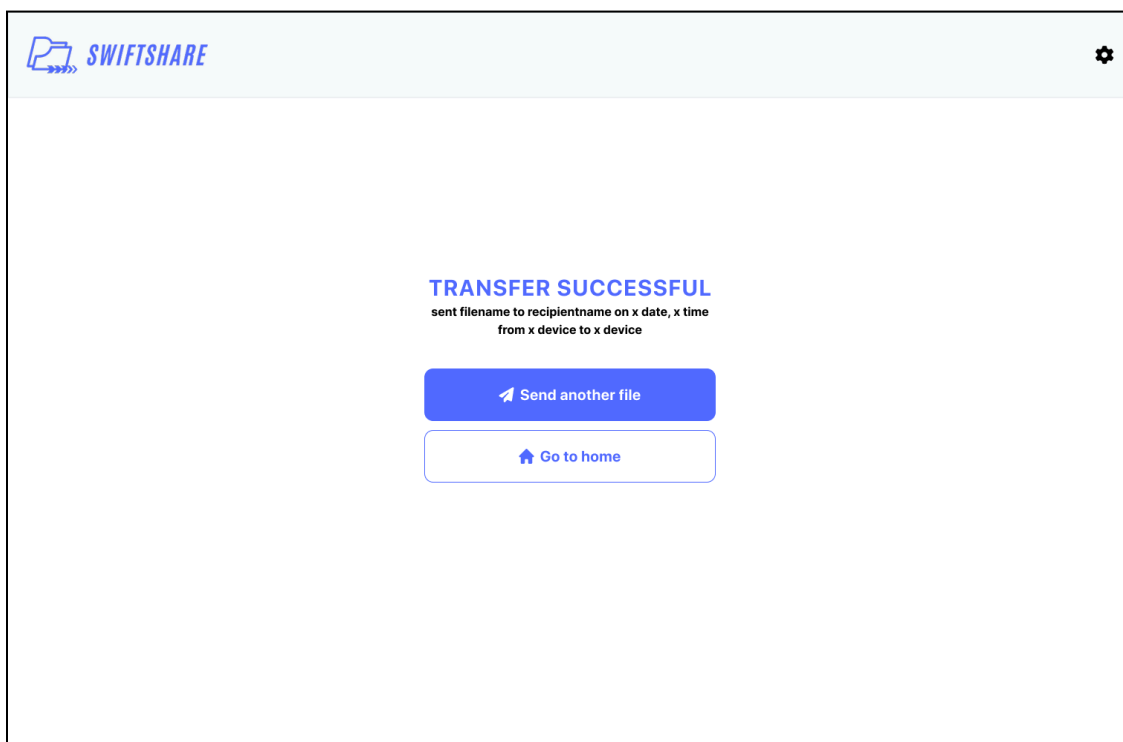 SWIFTSHARE
TRANSFER SUCCESSFUL
sent filename to recipientname on x date, x time
from x device to x device
Send another file
Go to home